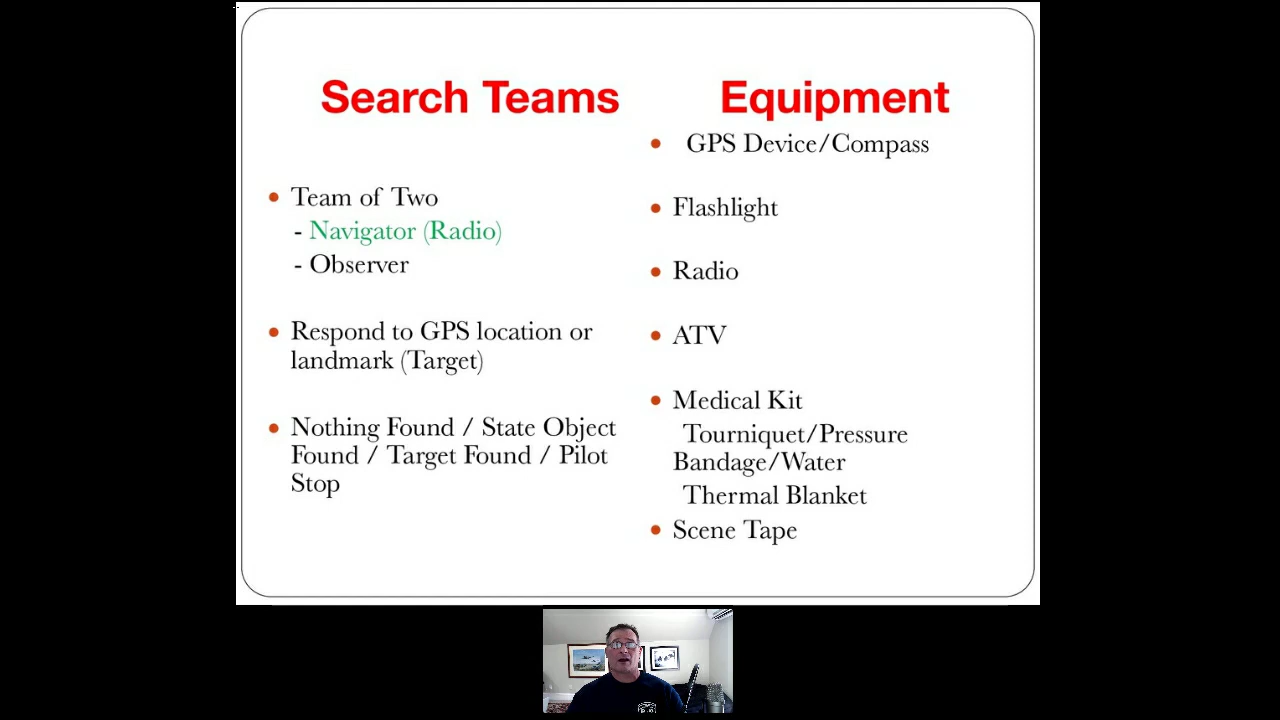 Search Teams
• Team of Two
- Navigator (Radio)
- Observer
• Respond to GPS location or
landmark (Target)
• Nothing Found / State Object
Found / Target Found / Pilot
Stop
Equipment
• GPS Device/Compass
• Flashlight
• Radio
• ATV
• Medical Kit
Tourniquet/Pressure
Bandage/Water
Thermal Blanket
• Scene Tape